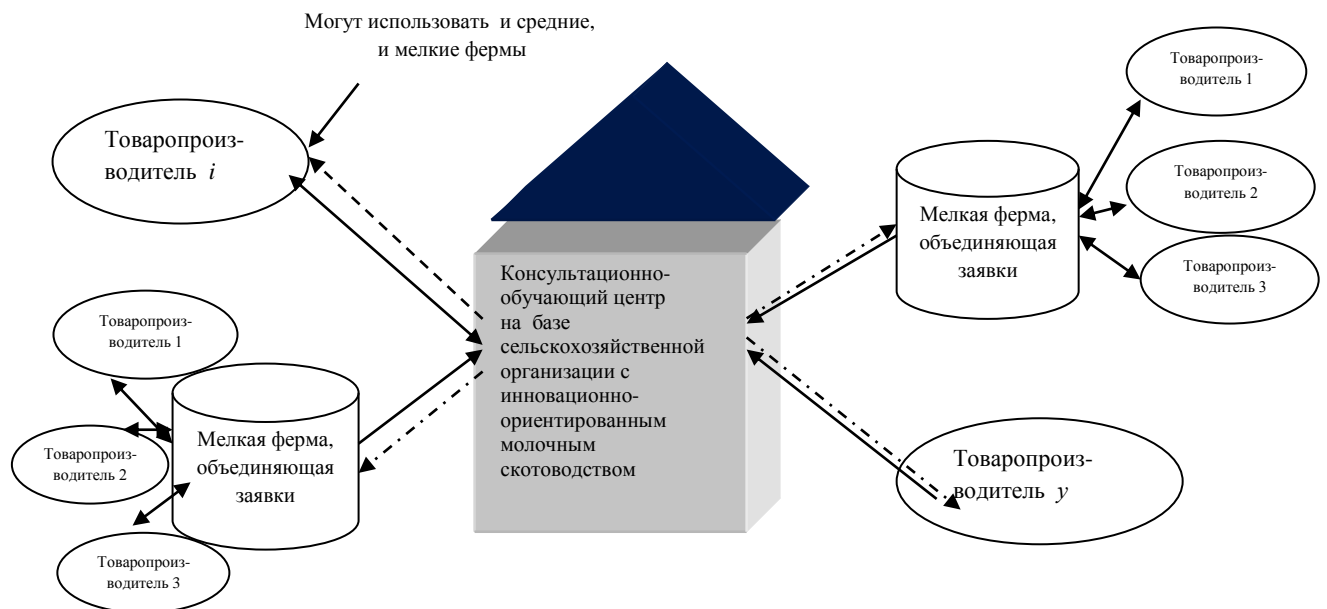 Могут использовать и средние,
и мелкие фермы
Товаропроиз-
водитель i
Товаропроиз-
водитель 1
Товаропроиз-
водитель 2
Товаропроиз-
водитель 3
Мелкая ферма,
объединяющая
заявки
Консультационно-
обучающий центр
на базе
сельскохозяйственной
организации с
инновационно-
ориентированным
молочным
скотоводством
Мелкая ферма,
объединяющая
заявки
Товаропроиз-
водитель 1
Товаропроиз-
водитель 2
Товаропроиз-
водитель 3
Товаропроиз-
водитель y